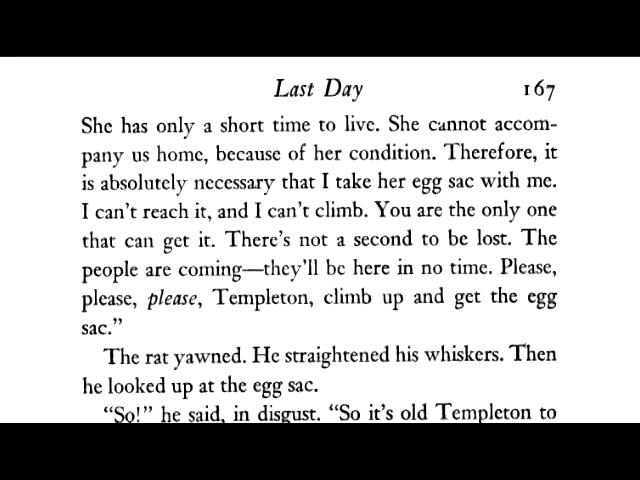 Last Day 167
She has only a short time to live. She cannot accom-
pany us home, because of her condition. Therefore, it
is absolutely necessary that I take her egg sac with me.
I can't reach it, and I can't climb. You are the only one
that can get it. There's not a second to be lost. The
people are coming—they'll be here in no time. Please,
please, please, Templeton, climb up and get the egg
sac."
The rat yawned. He straightened his whiskers. Then
he looked up at the egg sac.
"So!" he said, in disgust. "So it's old Templeton to